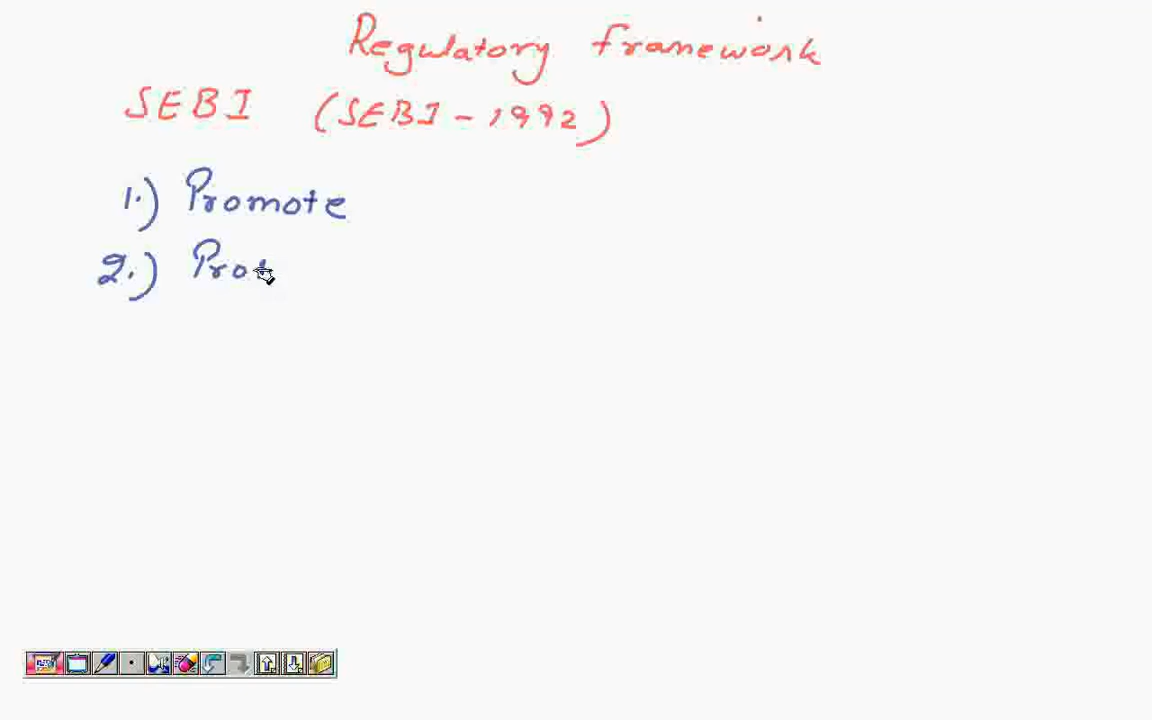 Regulatory framework
SEBI (SEBI - 1992)
1.) Promote
2.) Prot